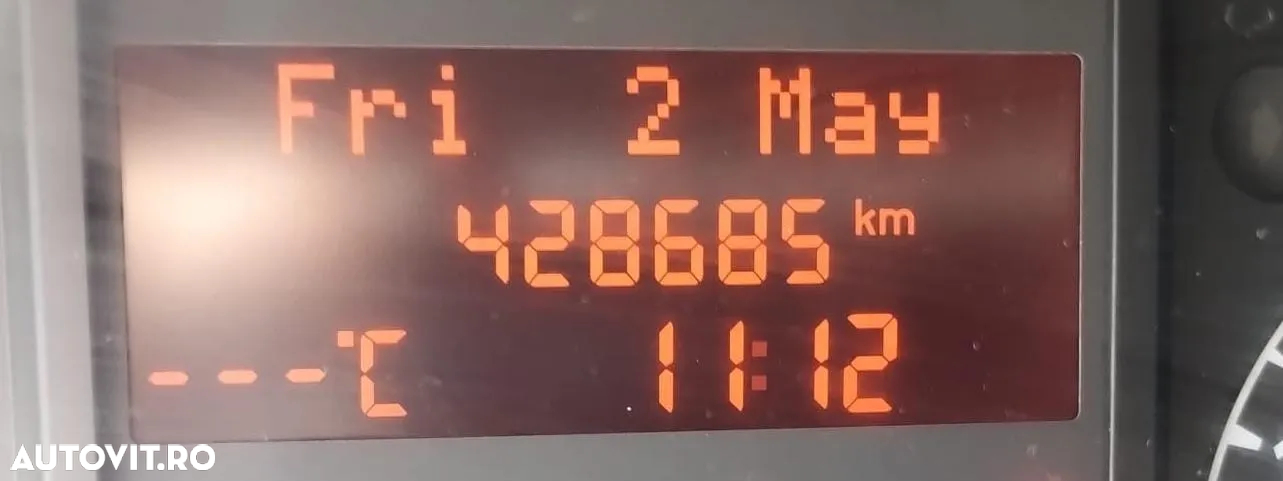 Fri 2 May
428685 km
---°C 11:12
AUTOVIT.RO